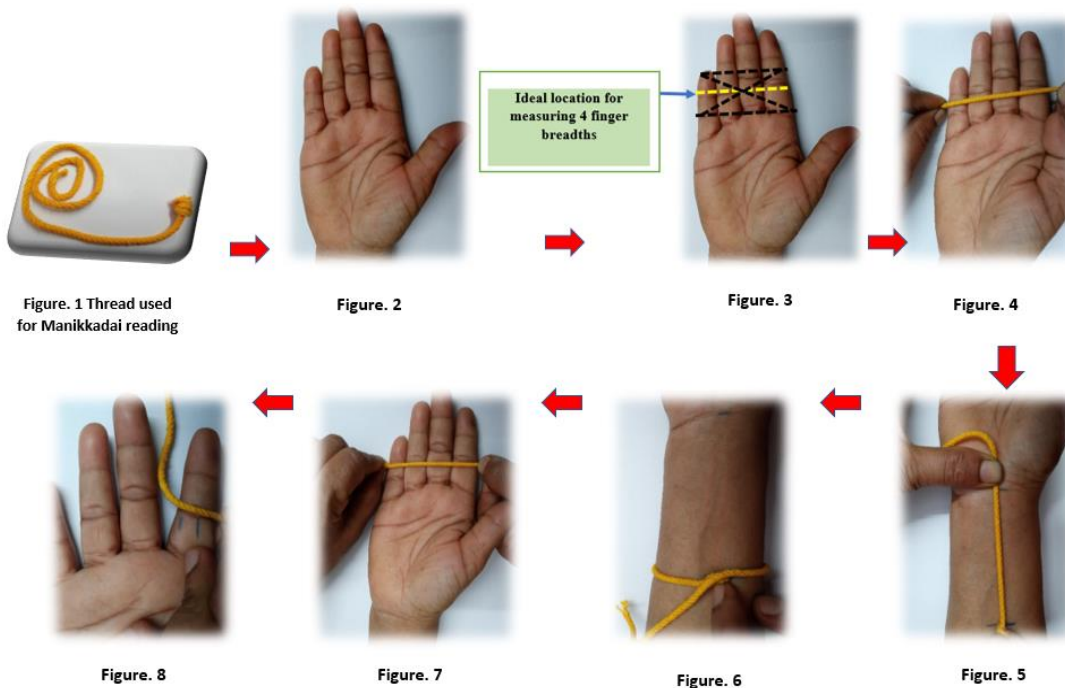 Ideal location for
measuring 4 finger
breadths
Figure. 1 Thread used
for Manikkadai reading
Figure. 2
Figure. 3
Figure. 4
Figure. 8
Figure. 7
Figure. 6
Figure. 5